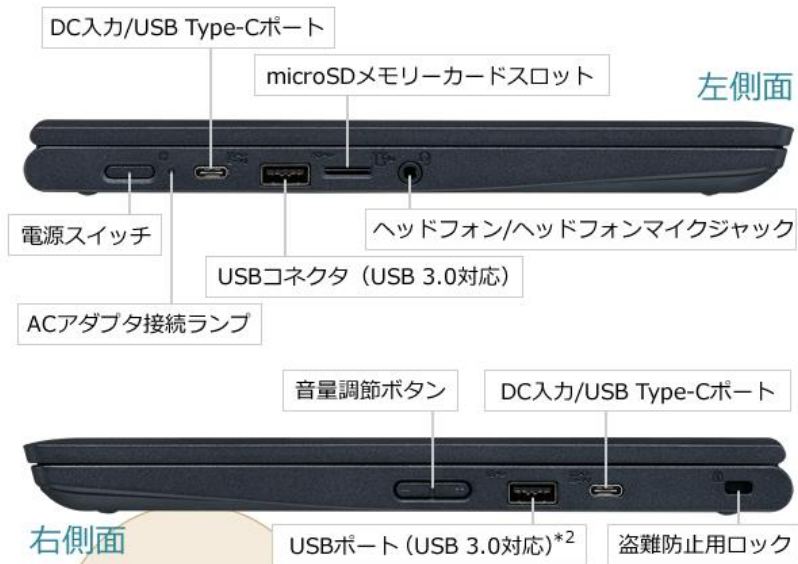 DC入力/USB Type-Cポート
microSDメモリーカードスロット
左側面
電源スイッチ
ヘッドフォン/ヘッドフォンマイクジャック
USBコネクタ（USB 3.0対応）
ACアダプタ接続ランプ
音量調節ボタン
DC入力/USB Type-Cポート
右側面
USBポート（USB 3.0対応）*2
盗難防止用ロック